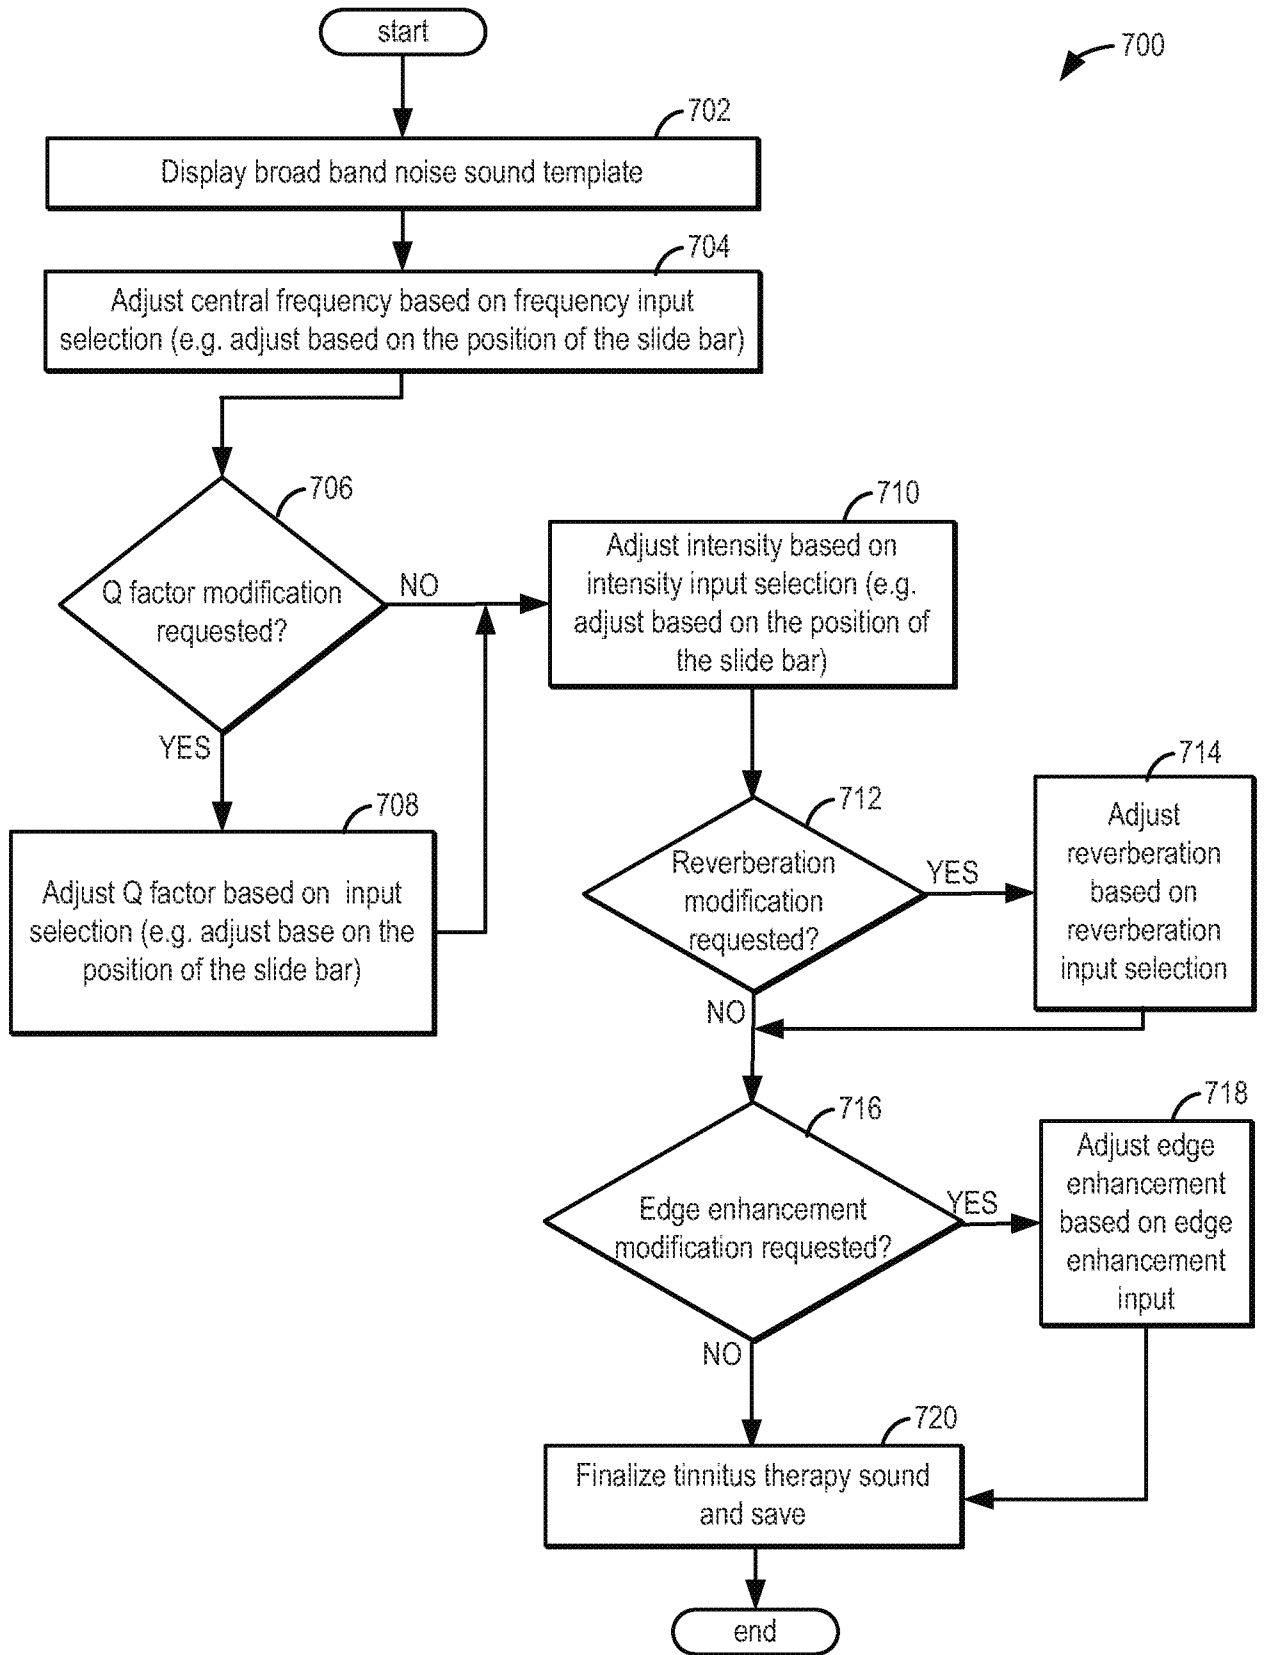 start
700
702
Display broad band noise sound template
704
Adjust central frequency based on frequency input
selection (e.g. adjust based on the position of the slide bar)
706
Q factor modification
requested?
NO
YES
708
Adjust Q factor based on input
selection (e.g. adjust base on the
position of the slide bar)
710
Adjust intensity based on
intensity input selection (e.g.
adjust based on the position of
the slide bar)
712
Reverberation
modification
requested?
YES
NO
714
Adjust
reverberation
based on
reverberation
input selection
716
Edge enhancement
modification requested?
YES
NO
718
Adjust edge
enhancement
based on edge
enhancement
input
720
Finalize tinnitus therapy sound
and save
end